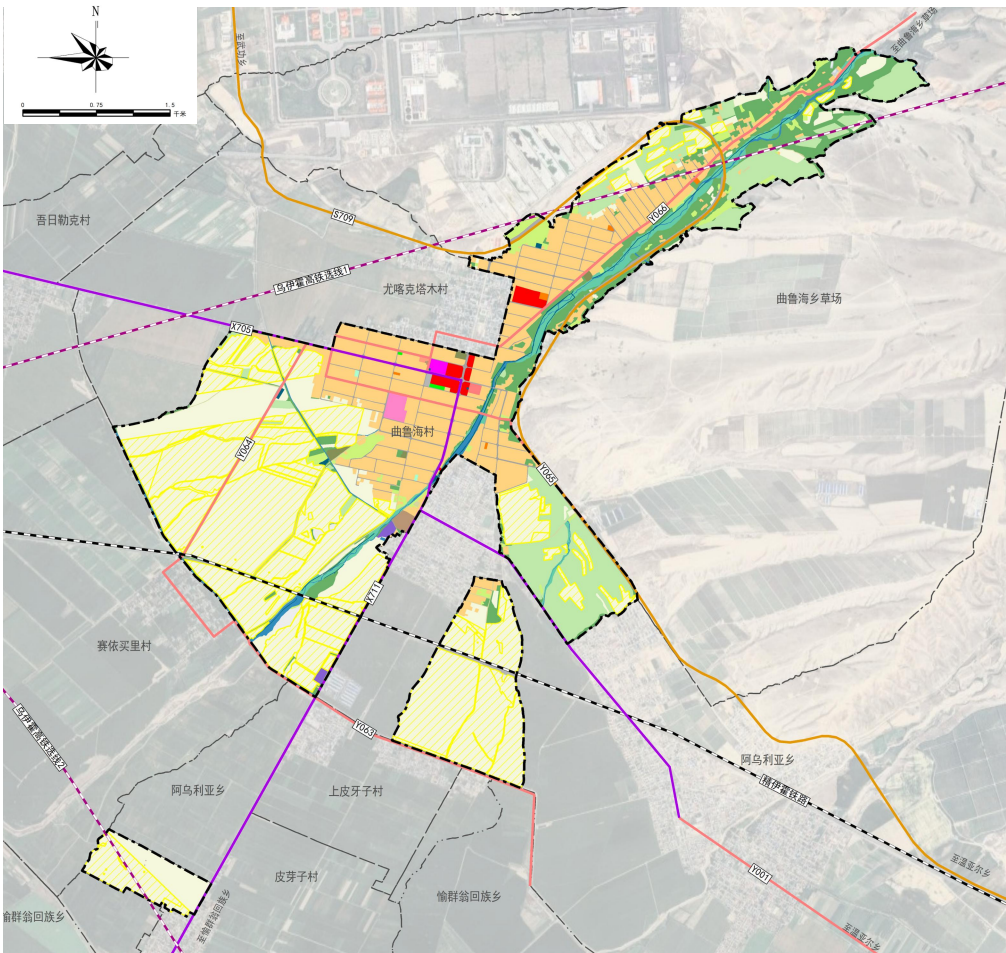 N
0 0.75 1.5
千米
至武功乡
至曲鲁海乡草场
吾日勒克村
S709
Y066
乌伊霍高铁选线1
尤喀克塔木村
曲鲁海乡草场
X705
曲鲁海村
Y064
Y065
X711
赛依买里村
乌伊霍高铁选线2
Y063
阿乌利亚乡
上皮牙子村
阿乌利亚乡
精伊霍铁路
皮芽子村
愉群翁回族乡
Y001
至温亚尔乡
愉群翁回族乡
至愉群翁回族乡
至温亚尔乡